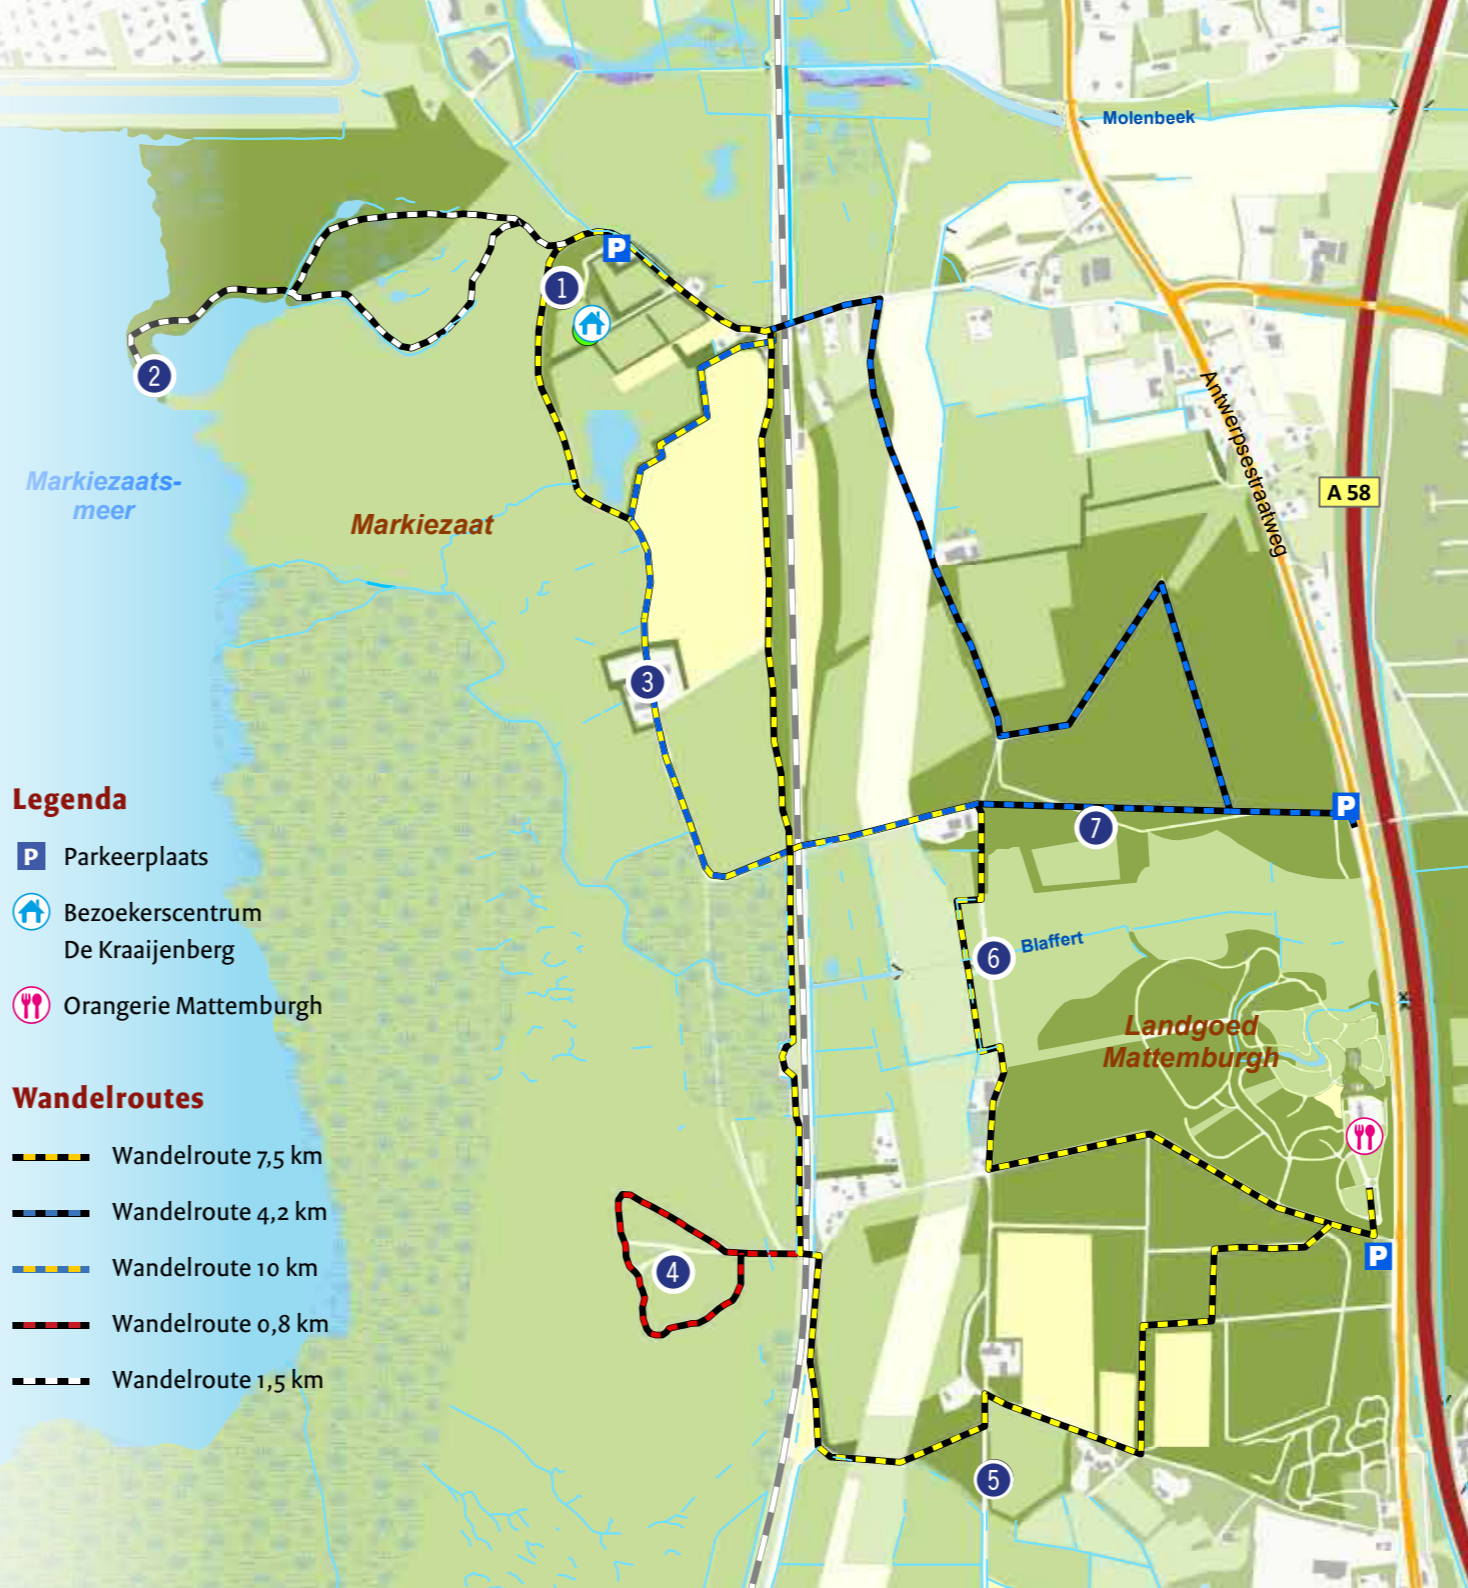 Molenbeek
P
1
2
Antwerpsestraatweg
A 58
Markiezaats-
meer
Markiezaat
3
P
7
Legenda
P Parkeerplaats
Bezoekerscentrum
De Kraaijenberg
Orangerie Mattemburgh
6
Blaffert
Landgoed
Mattemburgh
Wandelroutes
Wandelroute 7,5 km
Wandelroute 4,2 km
Wandelroute 10 km
Wandelroute 0,8 km
Wandelroute 1,5 km
4
P
5